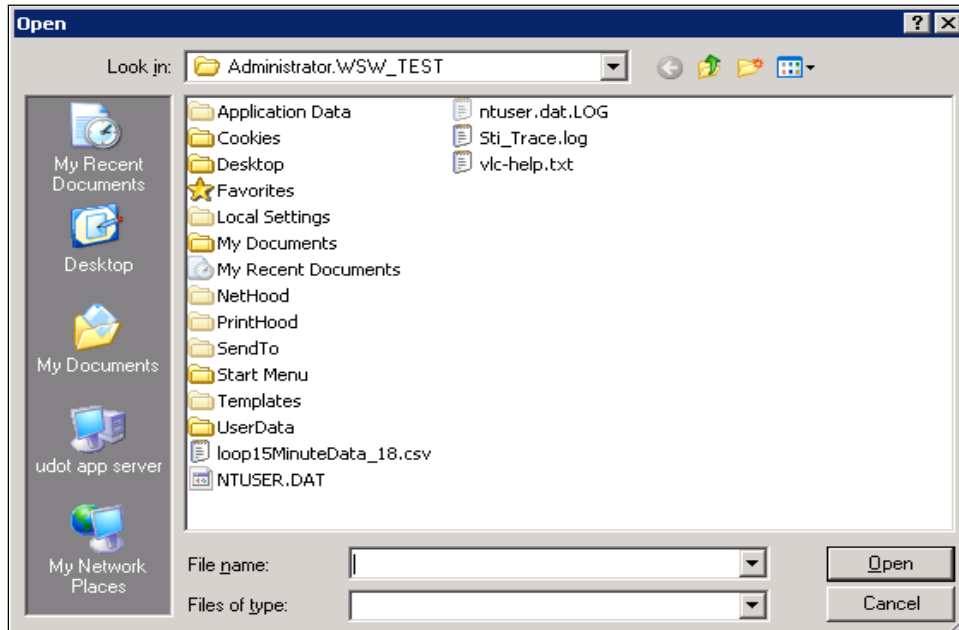 Open
Look in:
Administrator.WSW_TEST
My Recent
Documents
Desktop
My Documents
udot app server
My Network
Places
Application Data
Cookies
Desktop
Favorites
Local Settings
My Documents
My Recent Documents
NetHood
PrintHood
SendTo
Start Menu
Templates
UserData
loop15MinuteData_18.csv
NTUSER.DAT
ntuser.dat.LOG
Sti_Trace.log
vlc-help.txt
File name:
Open
Files of type:
Cancel